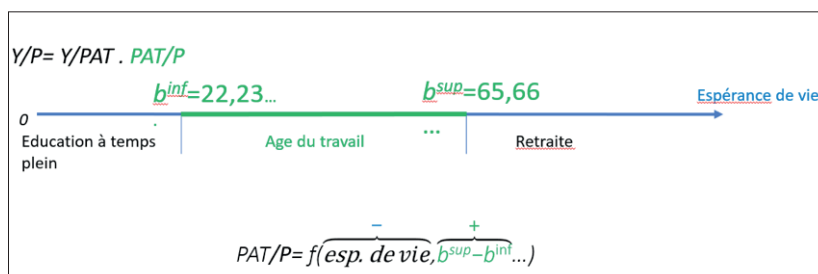 Y/P= Y/PAT . PAT/P
b^inf=22,23... b^sup=65,66 Espérance de vie
0
. ...
Education à temps plein Age du travail Retraite
− +
PAT/P= f(esp. de vie, b^sup−b^inf...)